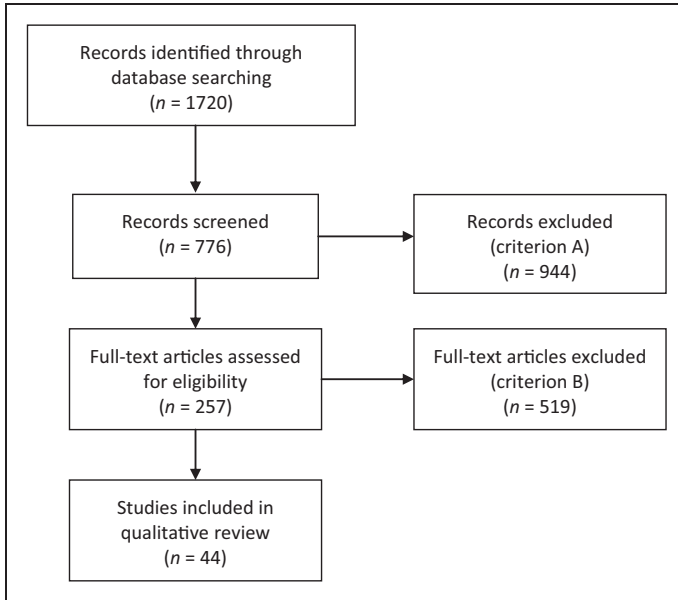 Records identified through
database searching
(n = 1720)
Records screened
(n = 776)
Records excluded
(criterion A)
(n = 944)
Full-text articles assessed
for eligibility
(n = 257)
Full-text articles excluded
(criterion B)
(n = 519)
Studies included in
qualitative review
(n = 44)